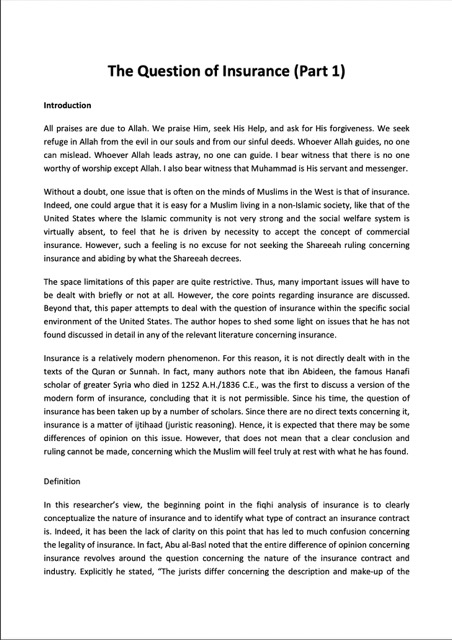 The Question of Insurance (Part 1)
Introduction
All praises are due to Allah. We praise Him, seek His Help, and ask for His forgiveness. We seek
refuge in Allah from the evil in our souls and from our sinful deeds. Whoever Allah guides, no one
can mislead. Whoever Allah leads astray, no one can guide. I bear witness that there is no one
worthy of worship except Allah. I also bear witness that Muhammad is His servant and messenger.
Without a doubt, one issue that is often on the minds of Muslims in the West is that of insurance.
Indeed, one could argue that it is easy for a Muslim living in a non-Islamic society, like that of the
United States where the Islamic community is not very strong and the social welfare system is
virtually absent, to feel that he is driven by necessity to accept the concept of commercial
insurance. However, such a feeling is no excuse for not seeking the Shareeah ruling concerning
insurance and abiding by what the Shareeah decrees.
The space limitations of this paper are quite restrictive. Thus, many important issues will have to
be dealt with briefly or not at all. However, the core points regarding insurance are discussed.
Beyond that, this paper attempts to deal with the question of insurance within the specific social
environment of the United States. The author hopes to shed some light on issues that he has not
found discussed in detail in any of the relevant literature concerning insurance.
Insurance is a relatively modern phenomenon. For this reason, it is not directly dealt with in the
texts of the Quran or Sunnah. In fact, many authors note that ibn Abideen, the famous Hanafi
scholar of greater Syria who died in 1252 A.H./1836 C.E., was the first to discuss a version of the
modern form of insurance, concluding that it is not permissible. Since his time, the question of
insurance has been taken up by a number of scholars. Since there are no direct texts concerning it,
insurance is a matter of ijtihaad (juristic reasoning). Hence, it is expected that there may be some
differences of opinion on this issue. However, that does not mean that a clear conclusion and
ruling cannot be made, concerning which the Muslim will feel truly at rest with what he has found.
Definition
In this researcher's view, the beginning point in the fiqhi analysis of insurance is to clearly
conceptualize the nature of insurance and to identify what type of contract an insurance contract
is. Indeed, it has been the lack of clarity on this point that has led to much confusion concerning
the legality of insurance. In fact, Abu al-Basl noted that the entire difference of opinion concerning
insurance revolves around the question concerning the nature of the insurance contract and
industry. Explicitly he stated, "The jurists differ concerning the description and make-up of the